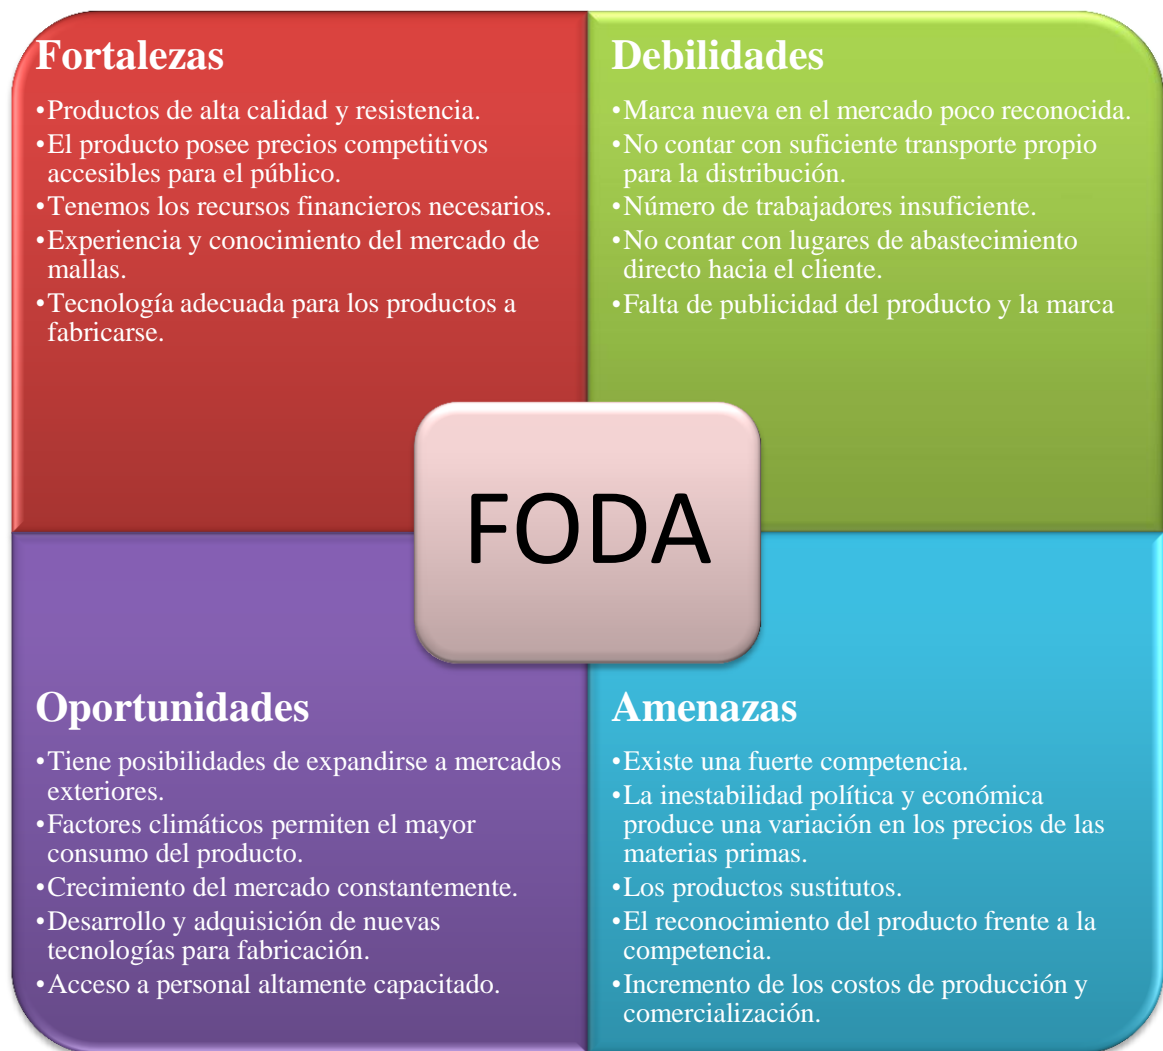 Fortalezas
•Productos de alta calidad y resistencia.
•El producto posee precios competitivos
accesibles para el público.
•Tenemos los recursos financieros necesarios.
•Experiencia y conocimiento del mercado de
mallas.
•Tecnología adecuada para los productos a
fabricarse.
Debilidades
•Marca nueva en el mercado poco reconocida.
•No contar con suficiente transporte propio
para la distribución.
•Número de trabajadores insuficiente.
•No contar con lugares de abastecimiento
directo hacia el cliente.
•Falta de publicidad del producto y la marca
FODA
Oportunidades
•Tiene posibilidades de expandirse a mercados
exteriores.
•Factores climáticos permiten el mayor
consumo del producto.
•Crecimiento del mercado constantemente.
•Desarrollo y adquisición de nuevas
tecnologías para fabricación.
•Acceso a personal altamente capacitado.
Amenazas
•Existe una fuerte competencia.
•La inestabilidad política y económica
produce una variación en los precios de las
materias primas.
•Los productos sustitutos.
•El reconocimiento del producto frente a la
competencia.
•Incremento de los costos de producción y
comercialización.